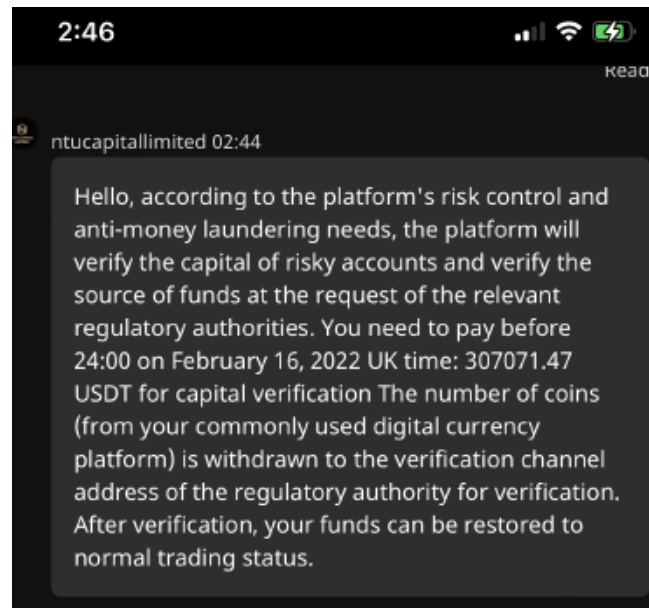 2:46
Read
ntucapitallimited 02:44
Hello, according to the platform's risk control and
anti-money laundering needs, the platform will
verify the capital of risky accounts and verify the
source of funds at the request of the relevant
regulatory authorities. You need to pay before
24:00 on February 16, 2022 UK time: 307071.47
USDT for capital verification The number of coins
(from your commonly used digital currency
platform) is withdrawn to the verification channel
address of the regulatory authority for verification.
After verification, your funds can be restored to
normal trading status.